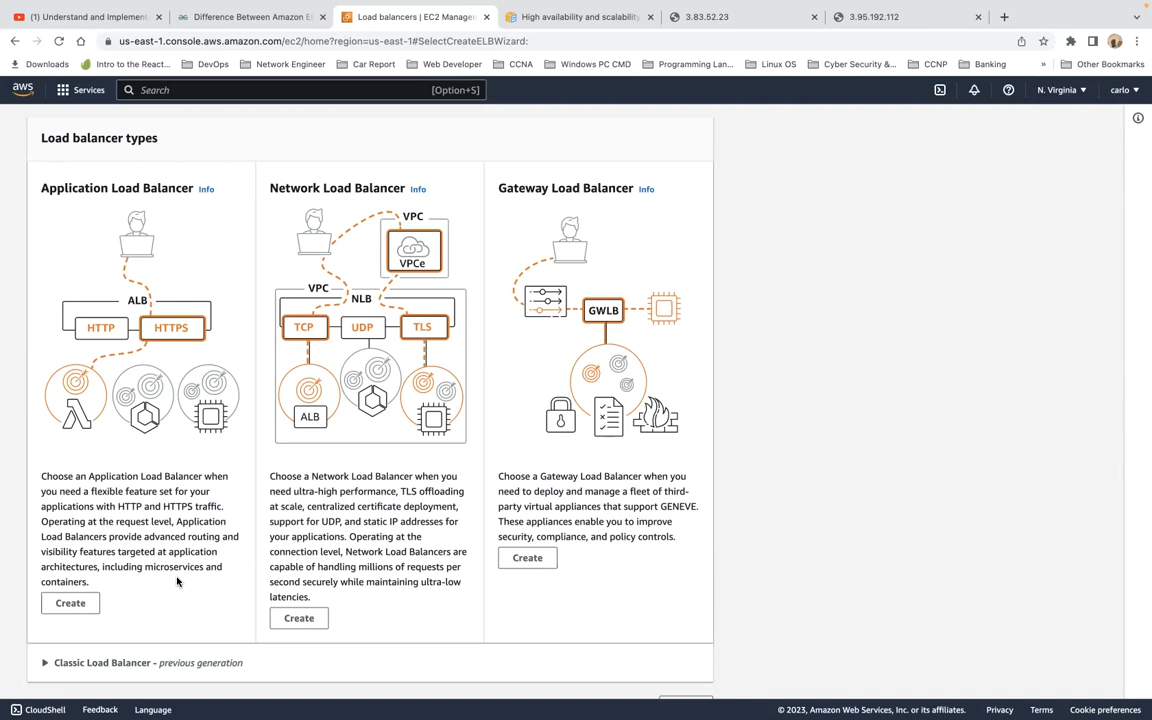 (1) Understand and Implemen
Difference Between Amazon E
Load balancers | EC2 Manage
High availability and scalability
3.83.52.23
3.95.192.112
us-east-1.console.aws.amazon.com/ec2/home?region=us-east-1#SelectCreateELBWizard:
Downloads
Intro to the React...
DevOps
Network Engineer
Car Report
Web Developer
CCNA
Windows PC CMD
Programming Lan...
Linux OS
Cyber Security &...
CCNP
Banking
»
Other Bookmarks
aws
Services
Search
[Option+S]
N. Virginia
carlo
Load balancer types
Application Load Balancer Info
ALB
HTTP
HTTPS
Choose an Application Load Balancer when
you need a flexible feature set for your
applications with HTTP and HTTPS traffic.
Operating at the request level, Application
Load Balancers provide advanced routing and
visibility features targeted at application
architectures, including microservices and
containers.
Create
Network Load Balancer Info
VPC
VPCe
VPC
NLB
TCP
UDP
TLS
ALB
Choose a Network Load Balancer when you
need ultra-high performance, TLS offloading
at scale, centralized certificate deployment,
support for UDP, and static IP addresses for
your applications. Operating at the
connection level, Network Load Balancers are
capable of handling millions of requests per
second securely while maintaining ultra-low
latencies.
Create
Gateway Load Balancer Info
GWLB
Choose a Gateway Load Balancer when you
need to deploy and manage a fleet of third-
party virtual appliances that support GENEVE.
These appliances enable you to improve
security, compliance, and policy controls.
Create
Classic Load Balancer - previous generation
CloudShell
Feedback
Language
© 2023, Amazon Web Services, Inc. or its affiliates.
Privacy
Terms
Cookie preferences